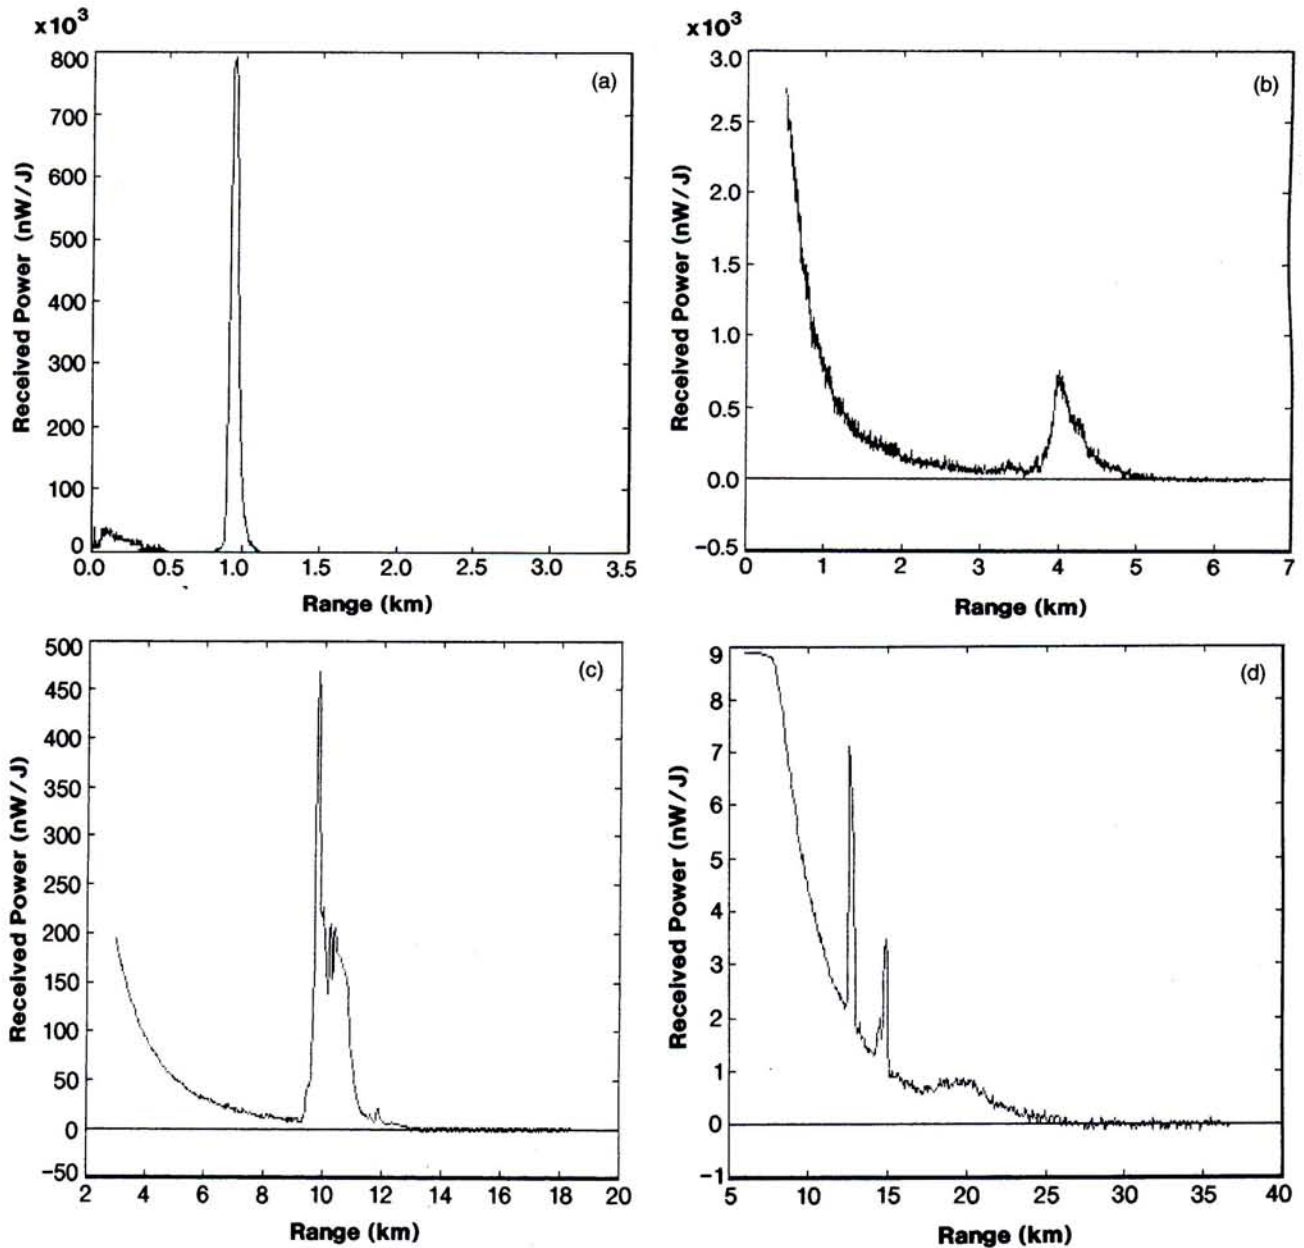 x10³
800
700
600
500
400
300
200
100
0
Received Power (nW/J)
(a)
0.0 0.5 1.0 1.5 2.0 2.5 3.0 3.5
Range (km)
x10³
3.0
2.5
2.0
1.5
1.0
0.5
0.0
−0.5
Received Power (nW/J)
(b)
0 1 2 3 4 5 6 7
Range (km)
500
450
400
350
300
250
200
150
100
50
0
−50
Received Power (nW/J)
(c)
2 4 6 8 10 12 14 16 18 20
Range (km)
9
8
7
6
5
4
3
2
1
0
−1
Received Power (nW/J)
(d)
5 10 15 20 25 30 35 40
Range (km)